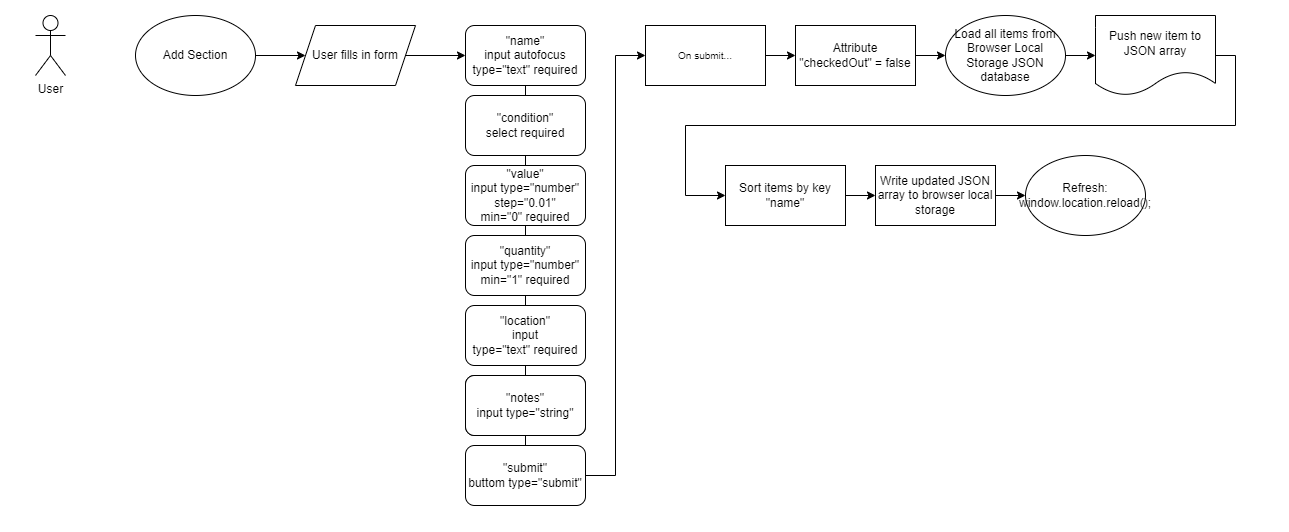 User
Add Section
User fills in form
"name"
input autofocus
type="text" required
"condition"
select required
"value"
input type="number"
step="0.01"
min="0" required
"quantity"
input type="number"
min="1" required
"location"
input
type="text" required
"notes"
input type="string"
"submit"
buttom type="submit"
On submit...
Attribute
"checkedOut" = false
Load all items from
Browser Local
Storage JSON
database
Push new item to
JSON array
Sort items by key
"name"
Write updated JSON
array to browser local
storage
Refresh:
window.location.reload();